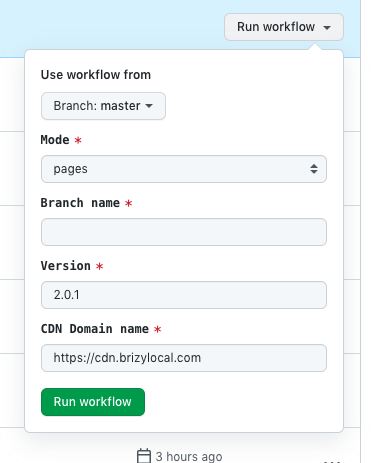 Run workflow
Use workflow from
Branch: master
Mode *
pages
Branch name *
Version *
2.0.1
CDN Domain name *
https://cdn.brizylocal.com
Run workflow
3 hours ago